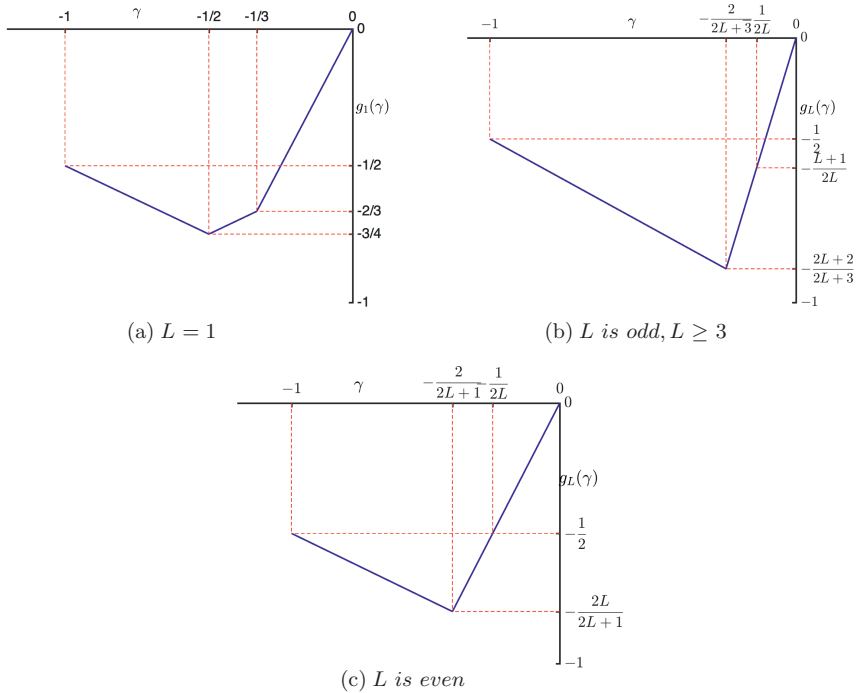 -1 γ -1/2 -1/3 0
0
g₁(γ)
-1/2
-2/3
-3/4
-1
(a) L = 1
−1 γ −2/(2L+3) −1/(2L) 0
0
g_L(γ)
−1/2
−(L+1)/(2L)
−(2L+2)/(2L+3)
−1
(b) L is odd, L ≥ 3
−1 γ −2/(2L+1) −1/(2L) 0
0
g_L(γ)
−1/2
−2L/(2L+1)
−1
(c) L is even